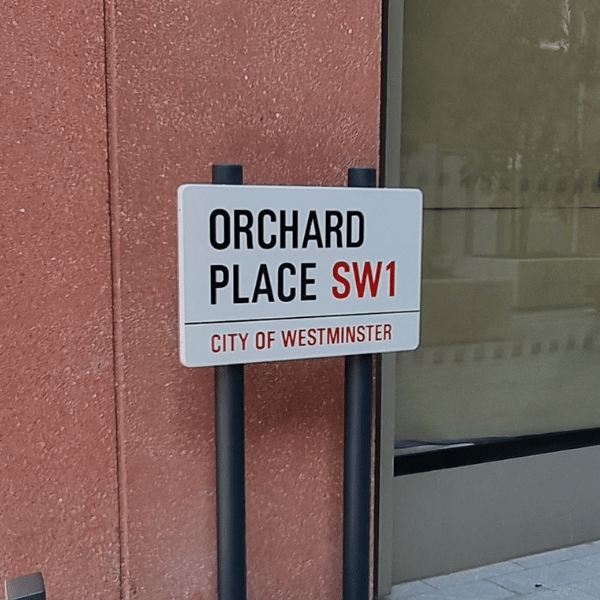 ORCHARD
PLACE SW1
CITY OF WESTMINSTER